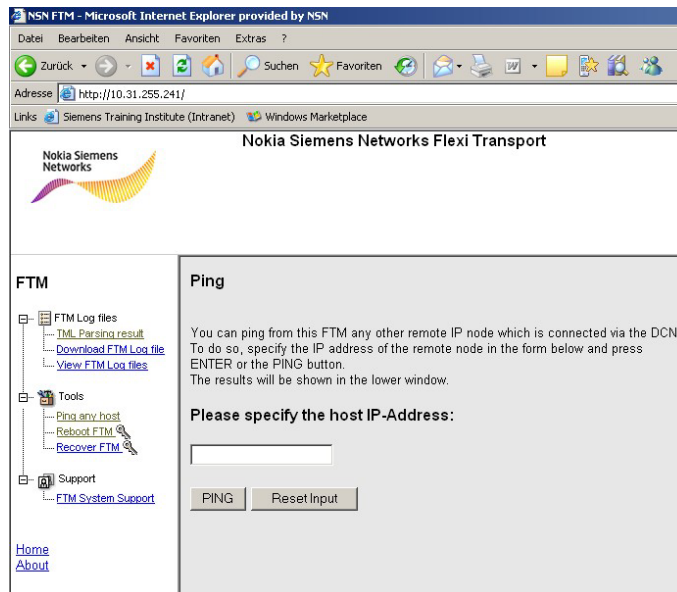 NSN FTM - Microsoft Internet Explorer provided by NSN
Datei Bearbeiten Ansicht Favoriten Extras ?
Zurück Suchen Favoriten
Adresse http://10.31.255.241/
Links Siemens Training Institute (Intranet) Windows Marketplace
Nokia Siemens Networks Flexi Transport
Nokia Siemens
Networks
FTM
FTM Log files
TML Parsing result
Download FTM Log file
View FTM Log files
Tools
Ping any host
Reboot FTM
Recover FTM
Support
FTM System Support
Home
About
Ping
You can ping from this FTM any other remote IP node which is connected via the DCN
To do so, specify the IP address of the remote node in the form below and press
ENTER or the PING button.
The results will be shown in the lower window.
Please specify the host IP-Address:
PING Reset Input